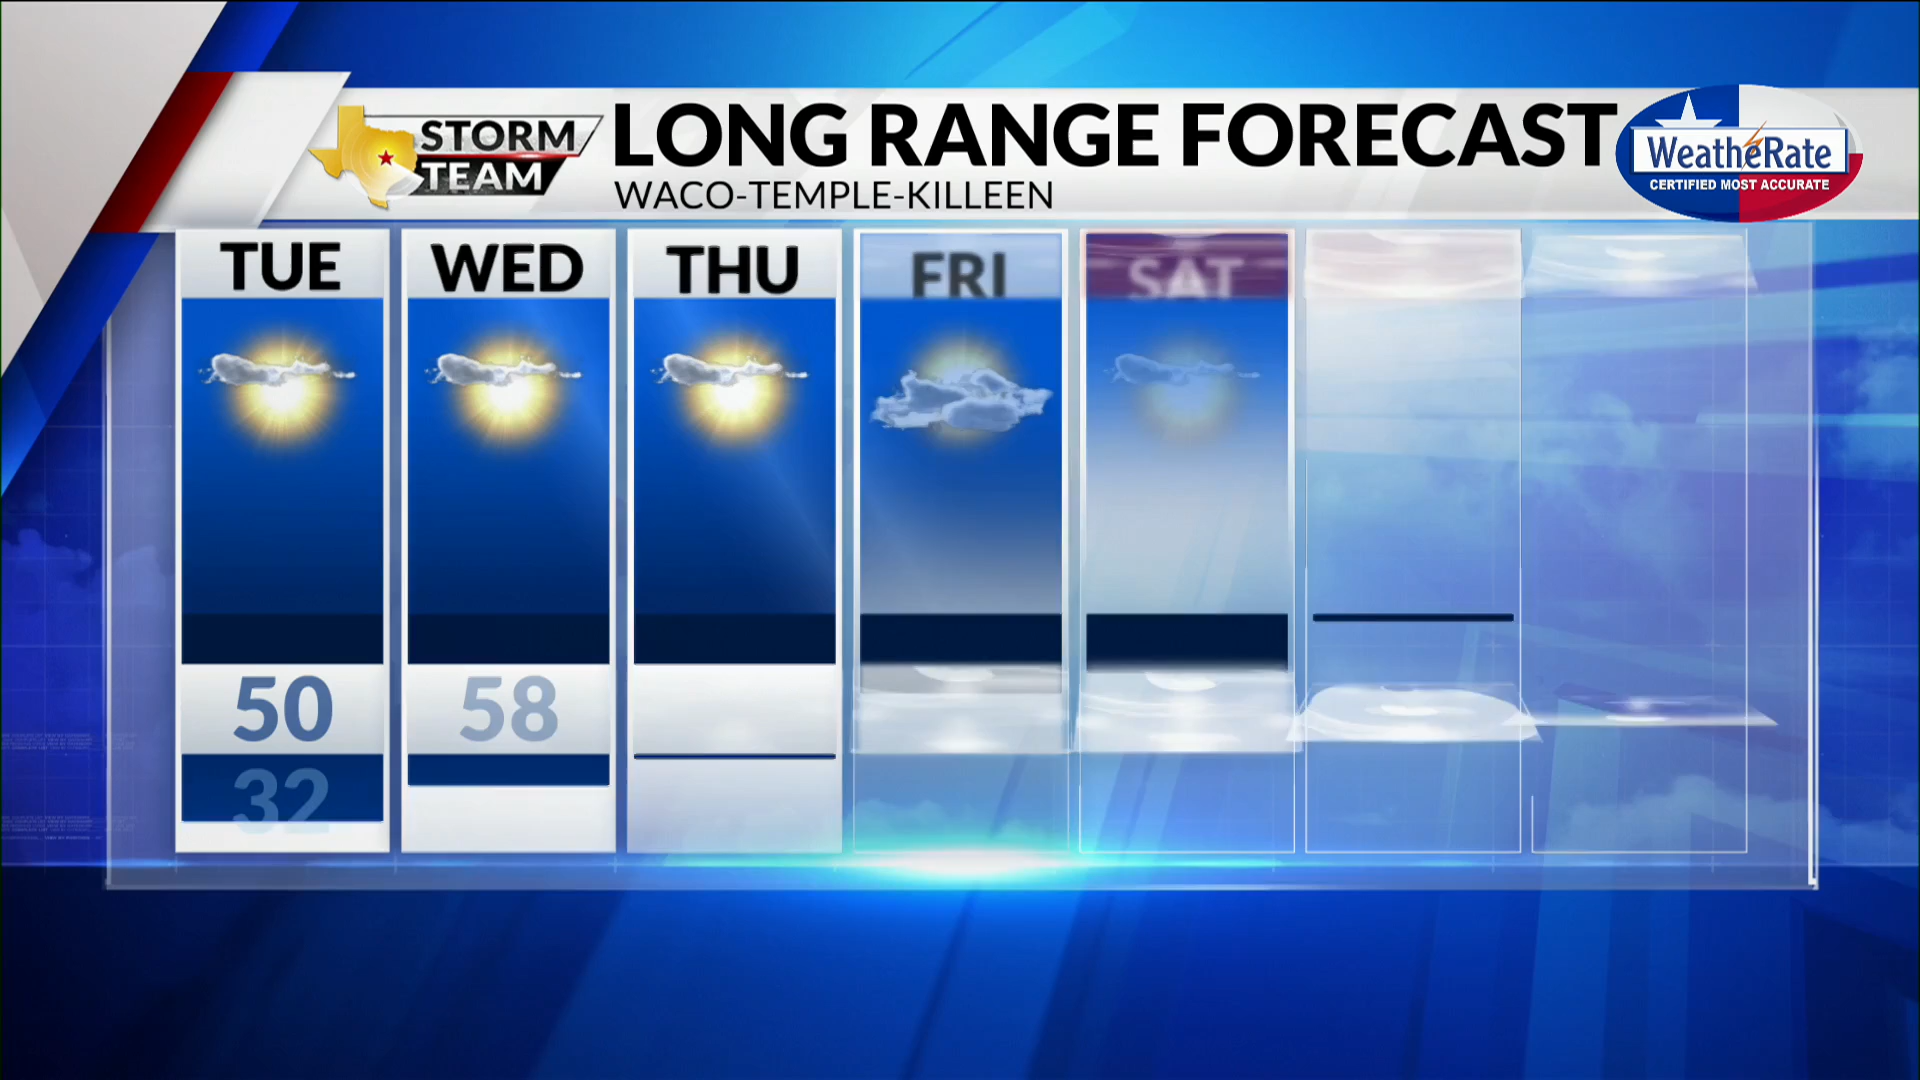 STORM
TEAM
LONG RANGE FORECAST
WACO-TEMPLE-KILLEEN
WeatheRate
CERTIFIED MOST ACCURATE
TUE WED THU FRI SAT
50 58
32